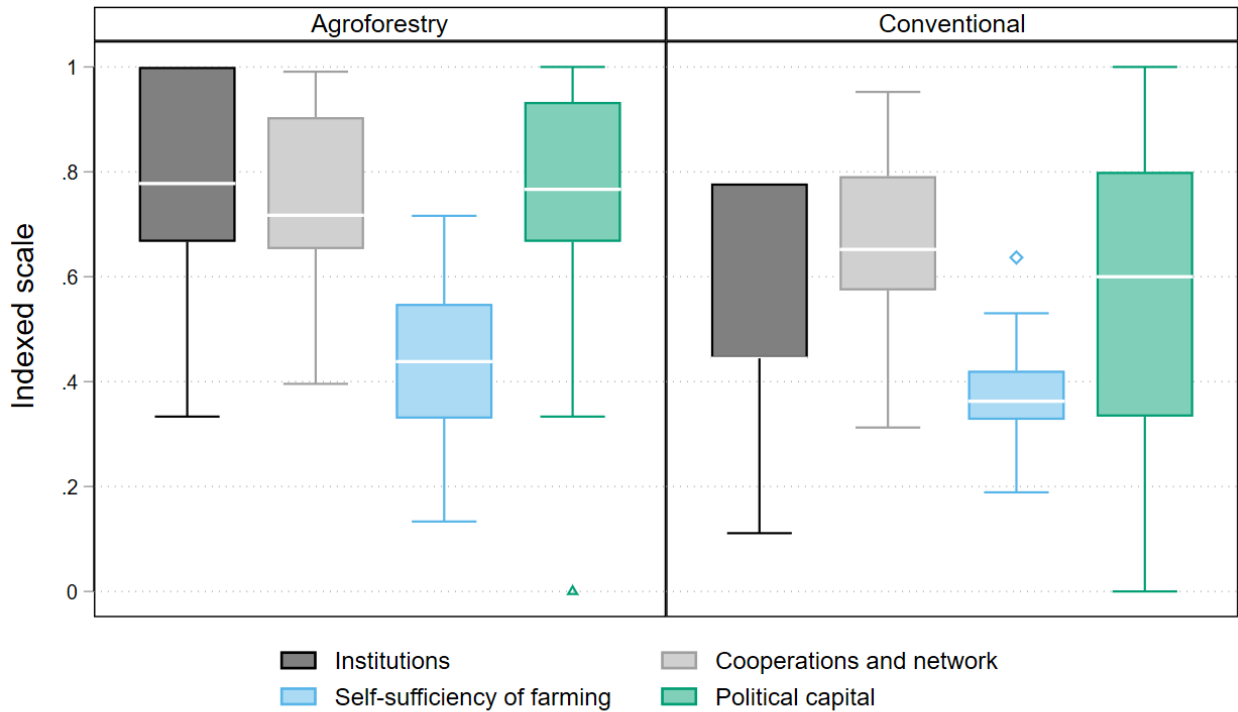 Agroforestry Conventional
Indexed scale
1
.8
.6
.4
.2
0
Institutions Cooperations and network
Self-sufficiency of farming Political capital